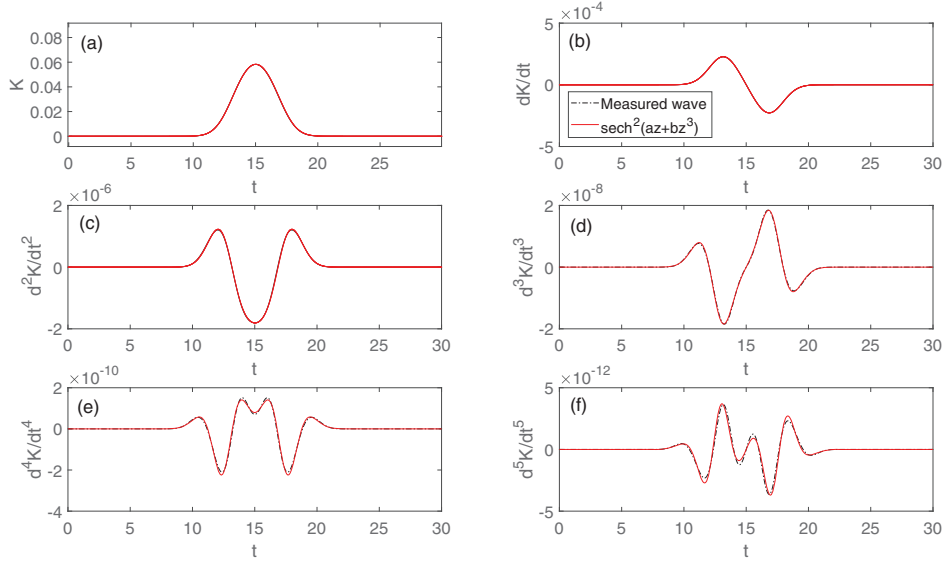 (a)
K
0.08
0.06
0.04
0.02
0
0 5 10 15 20 25
t
(b)
×10⁻⁴
dK/dt
5
0
-5
Measured wave
sech²(az+bz³)
0 5 10 15 20 25 30
t
(c)
×10⁻⁶
d²K/dt²
2
0
-2
0 5 10 15 20 25 30
t
(d)
×10⁻⁸
d³K/dt³
2
0
-2
0 5 10 15 20 25 30
t
(e)
×10⁻¹⁰
d⁴K/dt⁴
2
0
-2
-4
0 5 10 15 20 25 30
t
(f)
×10⁻¹²
d⁵K/dt⁵
5
0
-5
0 5 10 15 20 25 30
t